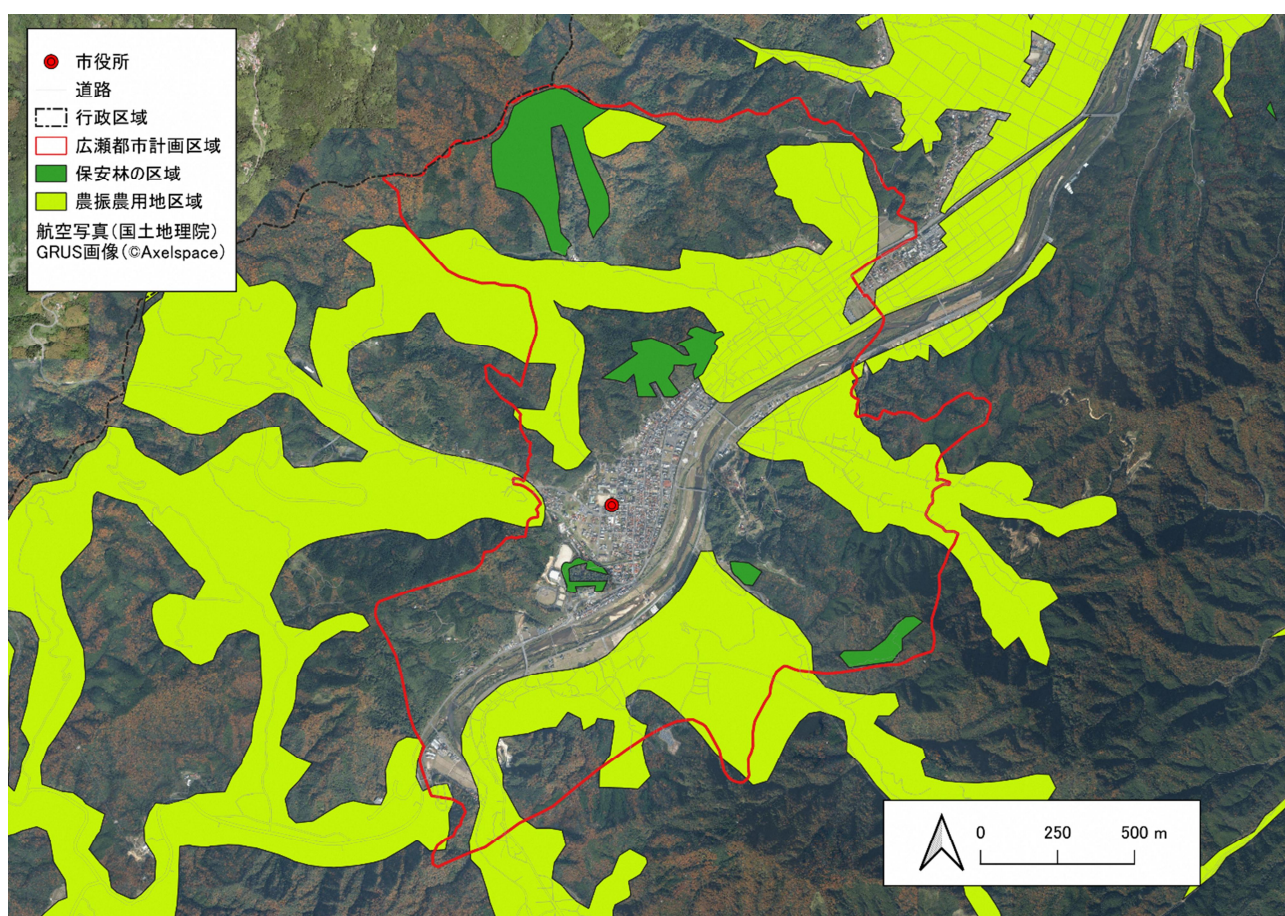 市役所
道路
行政区域
広瀬都市計画区域
保安林の区域
農振農用地区域
航空写真(国土地理院)
GRUS画像(©Axelspace)
0 250 500 m